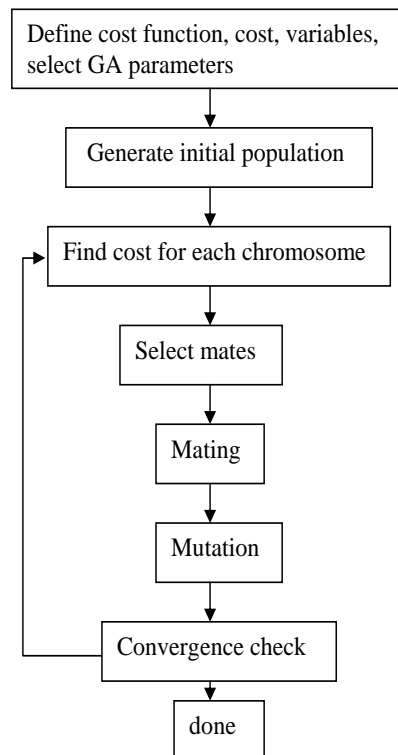 Define cost function, cost, variables,
select GA parameters
Generate initial population
Find cost for each chromosome
Select mates
Mating
Mutation
Convergence check
done